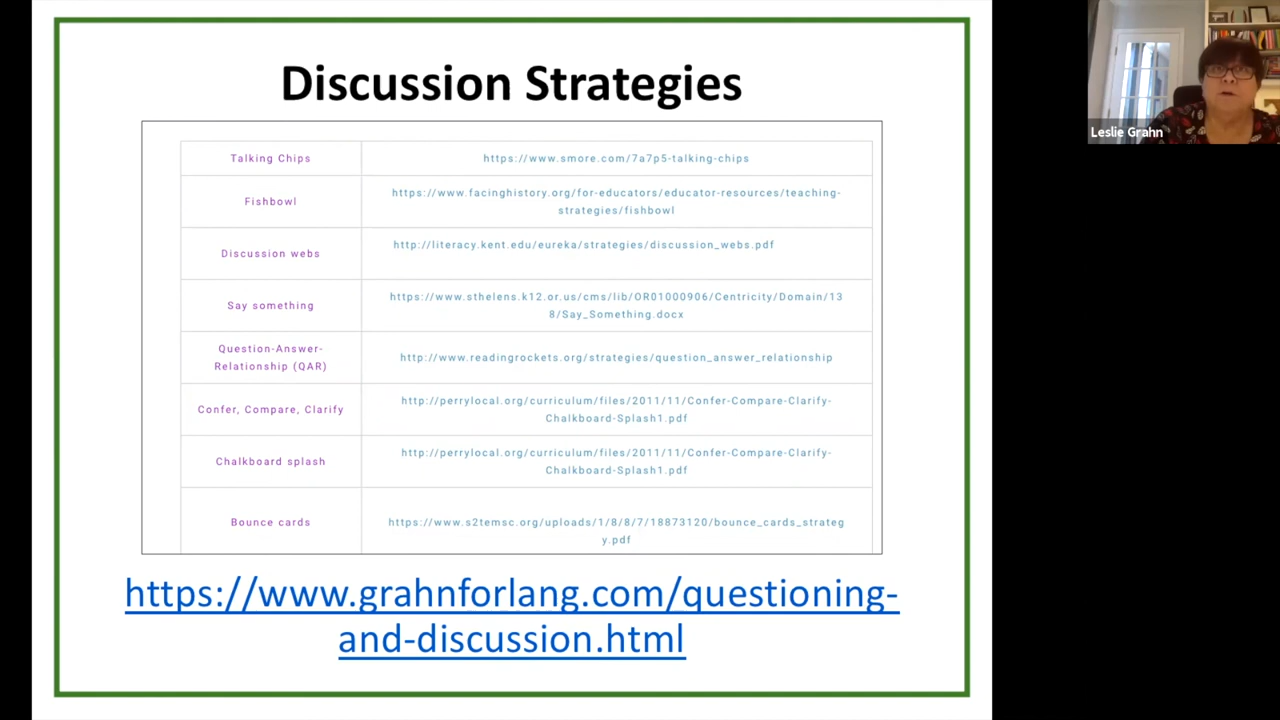 Discussion Strategies
Talking Chips
https://www.smore.com/7a7p5-talking-chips
Fishbowl
https://www.facinghistory.org/for-educators/educator-resources/teaching-
strategies/fishbowl
Discussion webs
http://literacy.kent.edu/eureka/strategies/discussion_webs.pdf
Say something
https://www.sthelens.k12.or.us/cms/lib/OR01000906/Centricity/Domain/13
8/Say_Something.docx
Question-Answer-
Relationship (QAR)
http://www.readingrockets.org/strategies/question_answer_relationship
Confer, Compare, Clarify
http://perrylocal.org/curriculum/files/2011/11/Confer-Compare-Clarify-
Chalkboard-Splash1.pdf
Chalkboard splash
http://perrylocal.org/curriculum/files/2011/11/Confer-Compare-Clarify-
Chalkboard-Splash1.pdf
Bounce cards
https://www.s2temsc.org/uploads/1/8/8/7/18873120/bounce_cards_strateg
y.pdf
https://www.grahnforlang.com/questioning-
and-discussion.html
Leslie Grahn